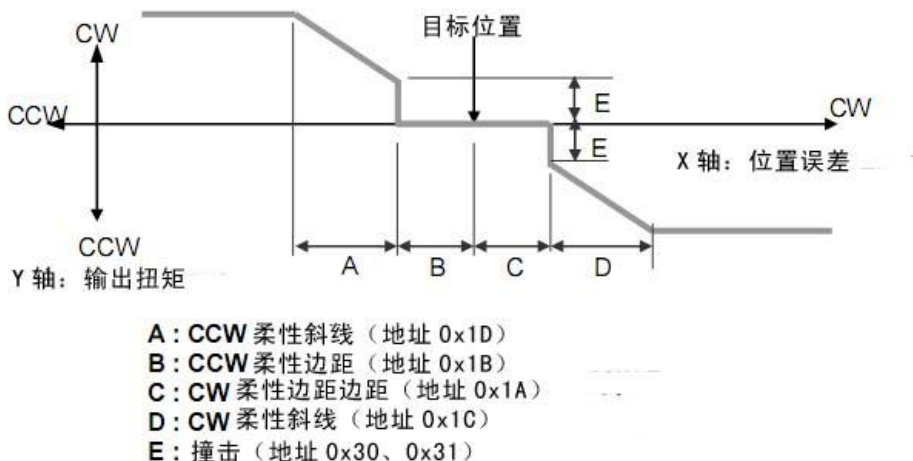 CW
目标位置
E
CCW
CW
E
X 轴：位置误差
CCW
A
B
C
D
Y 轴：输出扭矩
A：CCW 柔性斜线（地址 0x1D）
B：CCW 柔性边距（地址 0x1B）
C：CW 柔性边距边距（地址 0x1A）
D：CW 柔性斜线（地址 0x1C）
E：撞击（地址 0x30、0x31）